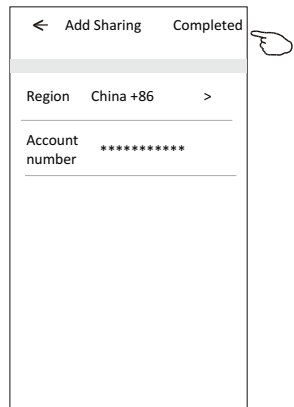 ← Add Sharing Completed
Region China +86 >
Account
number ***********